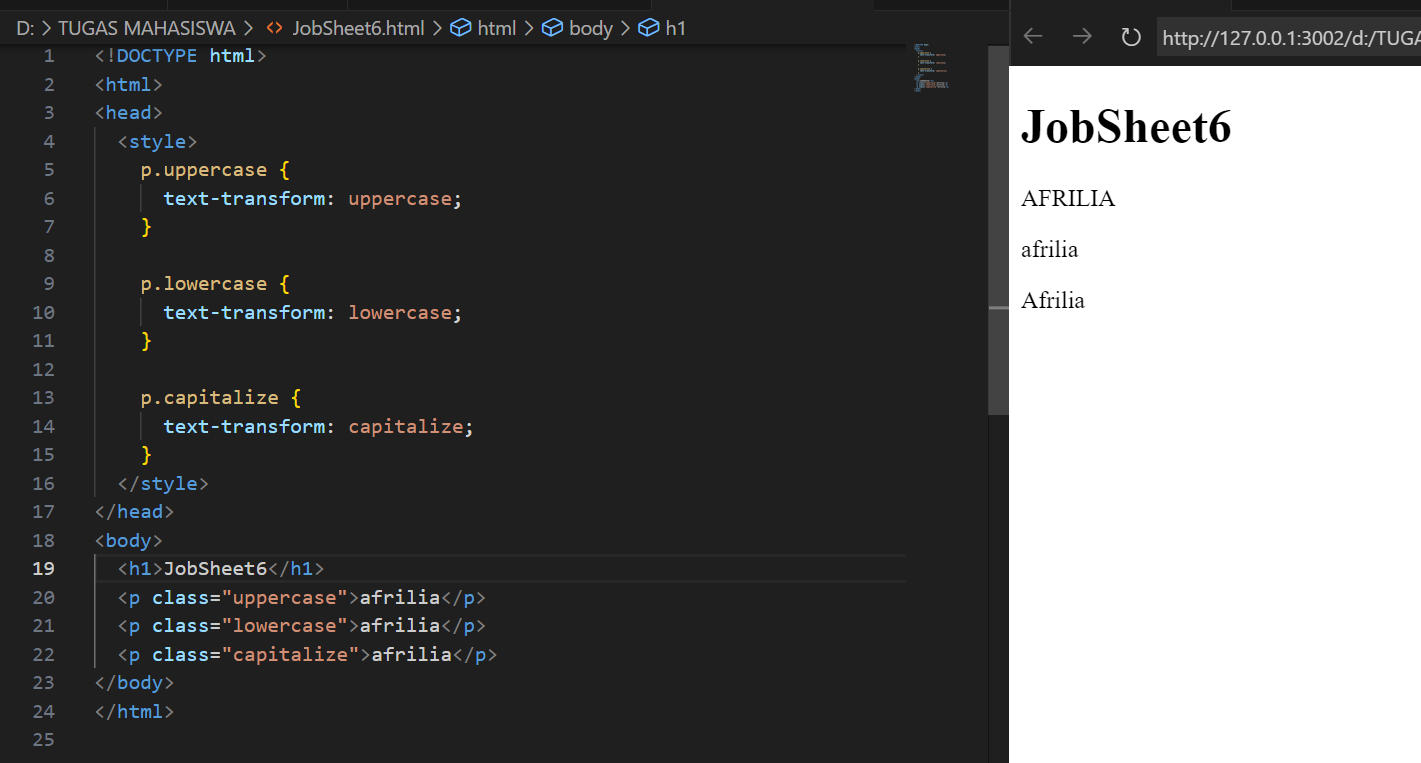 D: > TUGAS MAHASISWA > <> JobSheet6.html > html > body > h1
1 <!DOCTYPE html>
2 <html>
3 <head>
4 <style>
5 p.uppercase {
6 text-transform: uppercase;
7 }
8
9 p.lowercase {
10 text-transform: lowercase;
11 }
12
13 p.capitalize {
14 text-transform: capitalize;
15 }
16 </style>
17 </head>
18 <body>
19 <h1>JobSheet6</h1>
20 <p class="uppercase">afrilia</p>
21 <p class="lowercase">afrilia</p>
22 <p class="capitalize">afrilia</p>
23 </body>
24 </html>
25
http://127.0.0.1:3002/d:/TUGA
JobSheet6
AFRILIA
afrilia
Afrilia